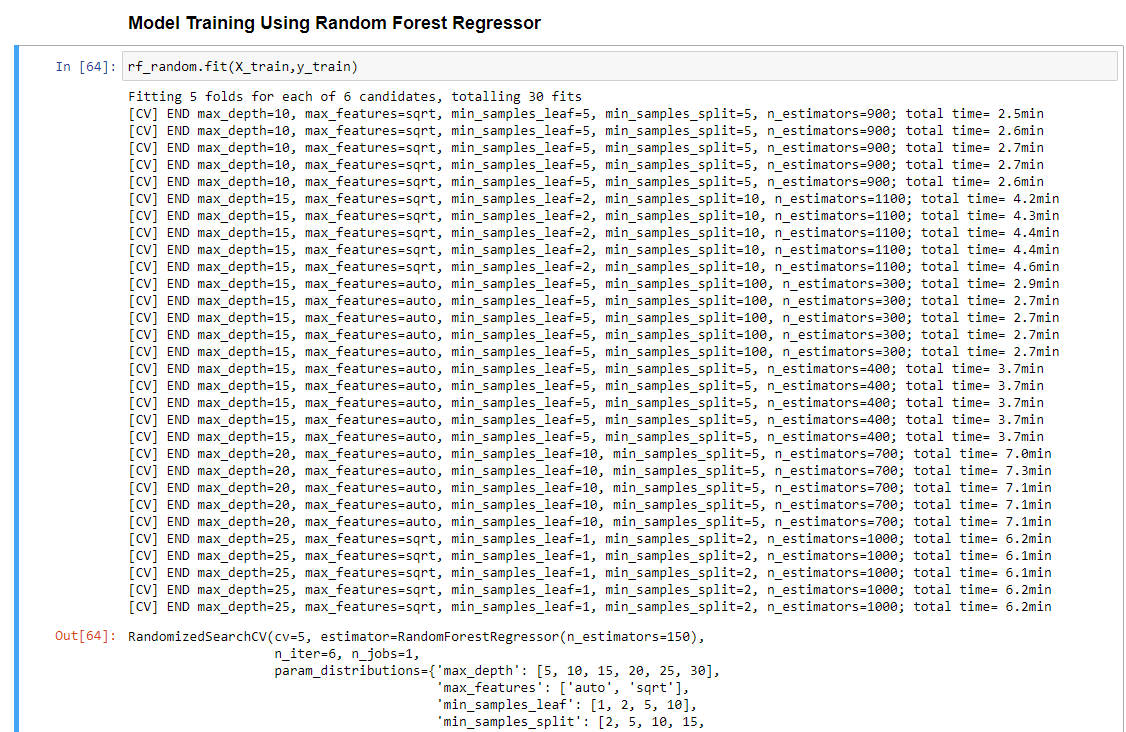 Model Training Using Random Forest Regressor
In [64]: rf_random.fit(X_train,y_train)
Fitting 5 folds for each of 6 candidates, totalling 30 fits
[CV] END max_depth=10, max_features=sqrt, min_samples_leaf=5, min_samples_split=5, n_estimators=900; total time= 2.5min
[CV] END max_depth=10, max_features=sqrt, min_samples_leaf=5, min_samples_split=5, n_estimators=900; total time= 2.6min
[CV] END max_depth=10, max_features=sqrt, min_samples_leaf=5, min_samples_split=5, n_estimators=900; total time= 2.7min
[CV] END max_depth=10, max_features=sqrt, min_samples_leaf=5, min_samples_split=5, n_estimators=900; total time= 2.7min
[CV] END max_depth=10, max_features=sqrt, min_samples_leaf=5, min_samples_split=5, n_estimators=900; total time= 2.6min
[CV] END max_depth=15, max_features=sqrt, min_samples_leaf=2, min_samples_split=10, n_estimators=1100; total time= 4.2min
[CV] END max_depth=15, max_features=sqrt, min_samples_leaf=2, min_samples_split=10, n_estimators=1100; total time= 4.3min
[CV] END max_depth=15, max_features=sqrt, min_samples_leaf=2, min_samples_split=10, n_estimators=1100; total time= 4.4min
[CV] END max_depth=15, max_features=sqrt, min_samples_leaf=2, min_samples_split=10, n_estimators=1100; total time= 4.4min
[CV] END max_depth=15, max_features=sqrt, min_samples_leaf=2, min_samples_split=10, n_estimators=1100; total time= 4.6min
[CV] END max_depth=15, max_features=auto, min_samples_leaf=5, min_samples_split=100, n_estimators=300; total time= 2.9min
[CV] END max_depth=15, max_features=auto, min_samples_leaf=5, min_samples_split=100, n_estimators=300; total time= 2.7min
[CV] END max_depth=15, max_features=auto, min_samples_leaf=5, min_samples_split=100, n_estimators=300; total time= 2.7min
[CV] END max_depth=15, max_features=auto, min_samples_leaf=5, min_samples_split=100, n_estimators=300; total time= 2.7min
[CV] END max_depth=15, max_features=auto, min_samples_leaf=5, min_samples_split=100, n_estimators=300; total time= 2.7min
[CV] END max_depth=15, max_features=auto, min_samples_leaf=5, min_samples_split=5, n_estimators=400; total time= 3.7min
[CV] END max_depth=15, max_features=auto, min_samples_leaf=5, min_samples_split=5, n_estimators=400; total time= 3.7min
[CV] END max_depth=15, max_features=auto, min_samples_leaf=5, min_samples_split=5, n_estimators=400; total time= 3.7min
[CV] END max_depth=15, max_features=auto, min_samples_leaf=5, min_samples_split=5, n_estimators=400; total time= 3.7min
[CV] END max_depth=15, max_features=auto, min_samples_leaf=5, min_samples_split=5, n_estimators=400; total time= 3.7min
[CV] END max_depth=20, max_features=auto, min_samples_leaf=10, min_samples_split=5, n_estimators=700; total time= 7.0min
[CV] END max_depth=20, max_features=auto, min_samples_leaf=10, min_samples_split=5, n_estimators=700; total time= 7.3min
[CV] END max_depth=20, max_features=auto, min_samples_leaf=10, min_samples_split=5, n_estimators=700; total time= 7.1min
[CV] END max_depth=20, max_features=auto, min_samples_leaf=10, min_samples_split=5, n_estimators=700; total time= 7.1min
[CV] END max_depth=20, max_features=auto, min_samples_leaf=10, min_samples_split=5, n_estimators=700; total time= 7.1min
[CV] END max_depth=25, max_features=sqrt, min_samples_leaf=1, min_samples_split=2, n_estimators=1000; total time= 6.2min
[CV] END max_depth=25, max_features=sqrt, min_samples_leaf=1, min_samples_split=2, n_estimators=1000; total time= 6.1min
[CV] END max_depth=25, max_features=sqrt, min_samples_leaf=1, min_samples_split=2, n_estimators=1000; total time= 6.1min
[CV] END max_depth=25, max_features=sqrt, min_samples_leaf=1, min_samples_split=2, n_estimators=1000; total time= 6.2min
[CV] END max_depth=25, max_features=sqrt, min_samples_leaf=1, min_samples_split=2, n_estimators=1000; total time= 6.2min
Out[64]: RandomizedSearchCV(cv=5, estimator=RandomForestRegressor(n_estimators=150),
n_iter=6, n_jobs=1,
param_distributions={'max_depth': [5, 10, 15, 20, 25, 30],
'max_features': ['auto', 'sqrt'],
'min_samples_leaf': [1, 2, 5, 10],
'min_samples_split': [2, 5, 10, 15,